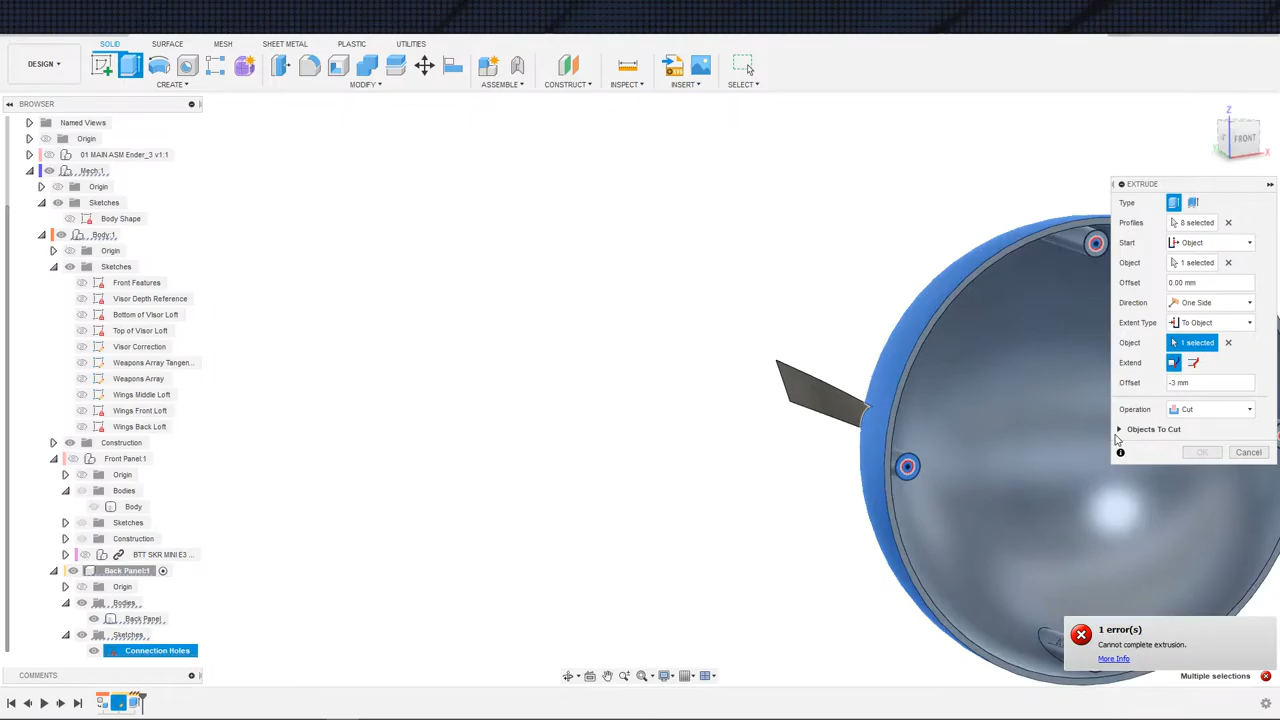 SOLID
SURFACE
MESH
SHEET METAL
PLASTIC
UTILITIES
DESIGN
CREATE
MODIFY
ASSEMBLE
CONSTRUCT
INSPECT
INSERT
SELECT
BROWSER
Named Views
Origin
01 MAIN ASM Ender_3 v1:1
Mech:1
Origin
Sketches
Body Shape
Body:1
Origin
Sketches
Front Features
Visor Depth Reference
Bottom of Visor Loft
Top of Visor Loft
Visor Correction
Weapons Array Tangen...
Weapons Array
Wings Middle Loft
Wings Front Loft
Wings Back Loft
Construction
Front Panel:1
Origin
Bodies
Body
Sketches
Construction
BTT SKR MINI E3 ...
Back Panel:1
Origin
Bodies
Back Panel
Sketches
Connection Holes
COMMENTS
Z
FRONT
X
EXTRUDE
Type
Profiles 8 selected
Start Object
Object 1 selected
Offset 0.00 mm
Direction One Side
Extent Type To Object
Object 1 selected
Extend
Offset -3 mm
Operation Cut
Objects To Cut
OK Cancel
1 error(s)
Cannot complete extrusion.
More Info
Multiple selections